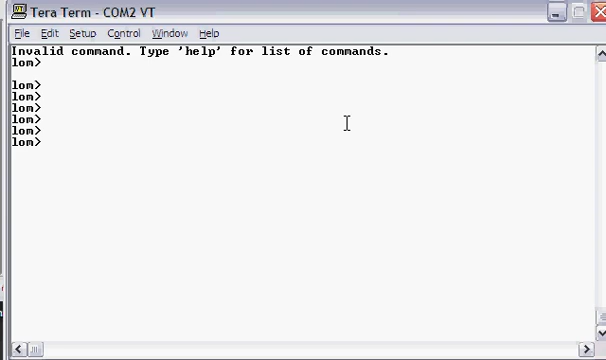 Tera Term - COM2 VT
File Edit Setup Control Window Help
Invalid command. Type 'help' for list of commands.
lom>
lom>
lom>
lom>
lom>
lom>
lom>